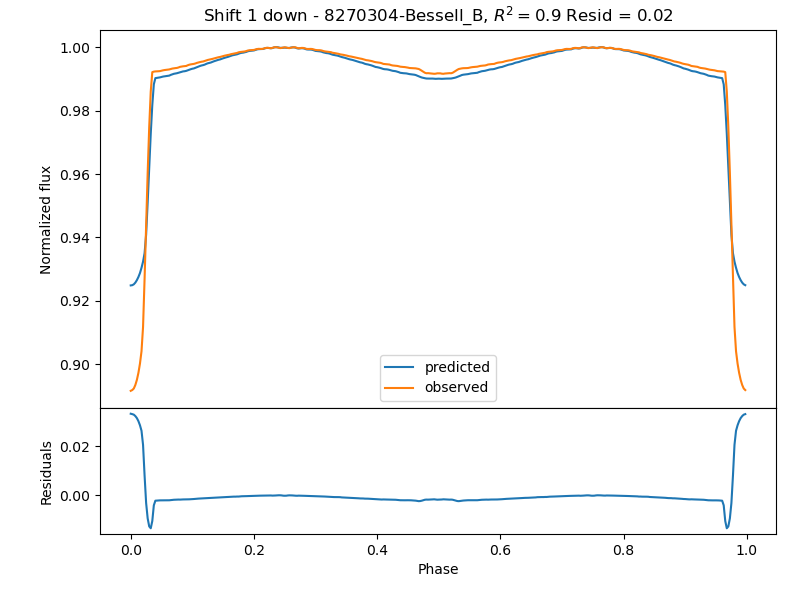 Shift 1 down - 8270304-Bessell_B, $R^2 = 0.9$ Resid = 0.02
Normalized flux
1.00
0.98
0.96
0.94
0.92
0.90
predicted
observed
Residuals
0.02
0.00
0.0
0.2
0.4
0.6
0.8
1.0
Phase